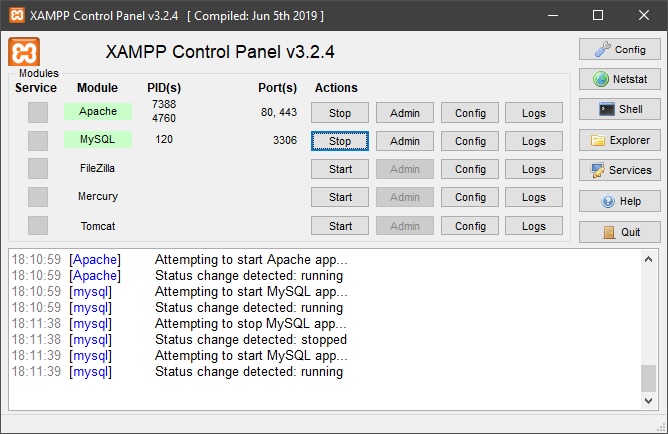 XAMPP Control Panel v3.2.4 [ Compiled: Jun 5th 2019 ]
XAMPP Control Panel v3.2.4
Config
Modules
Service Module PID(s) Port(s) Actions
Netstat
Apache 7388 4760 80, 443 Stop Admin Config Logs
Shell
MySQL 120 3306 Stop Admin Config Logs
Explorer
FileZilla Start Admin Config Logs
Services
Mercury Start Admin Config Logs
Help
Tomcat Start Admin Config Logs
Quit
18:10:59 [Apache] Attempting to start Apache app...
18:10:59 [Apache] Status change detected: running
18:10:59 [mysql] Attempting to start MySQL app...
18:10:59 [mysql] Status change detected: running
18:11:38 [mysql] Attempting to stop MySQL app...
18:11:38 [mysql] Status change detected: stopped
18:11:39 [mysql] Attempting to start MySQL app...
18:11:39 [mysql] Status change detected: running